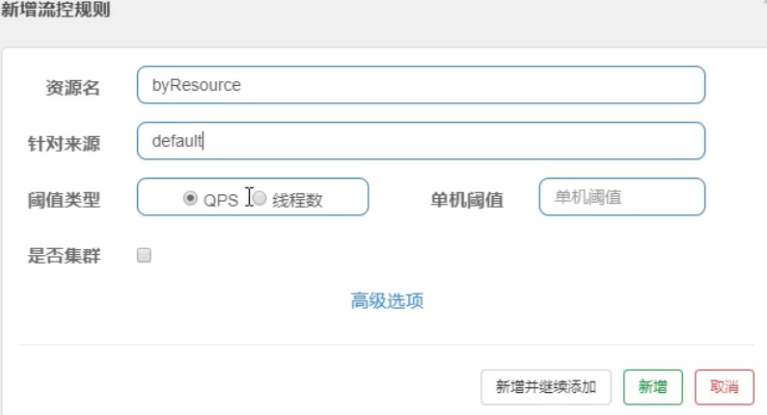 新增流控规则
资源名 byResource
针对来源 default
阈值类型 QPS 线程数 单机阈值 单机阈值
是否集群
高级选项
新增并继续添加 新增 取消